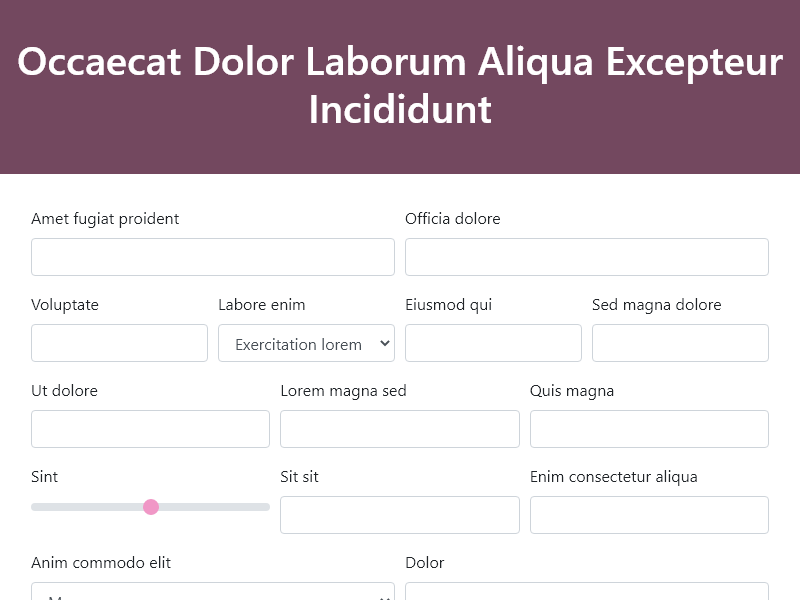 Occaecat Dolor Laborum Aliqua Excepteur
Incididunt
Amet fugiat proident
Officia dolore
Voluptate
Labore enim
Eiusmod qui
Sed magna dolore
Exercitation lorem
Ut dolore
Lorem magna sed
Quis magna
Sint
Sit sit
Enim consectetur aliqua
Anim commodo elit
Dolor